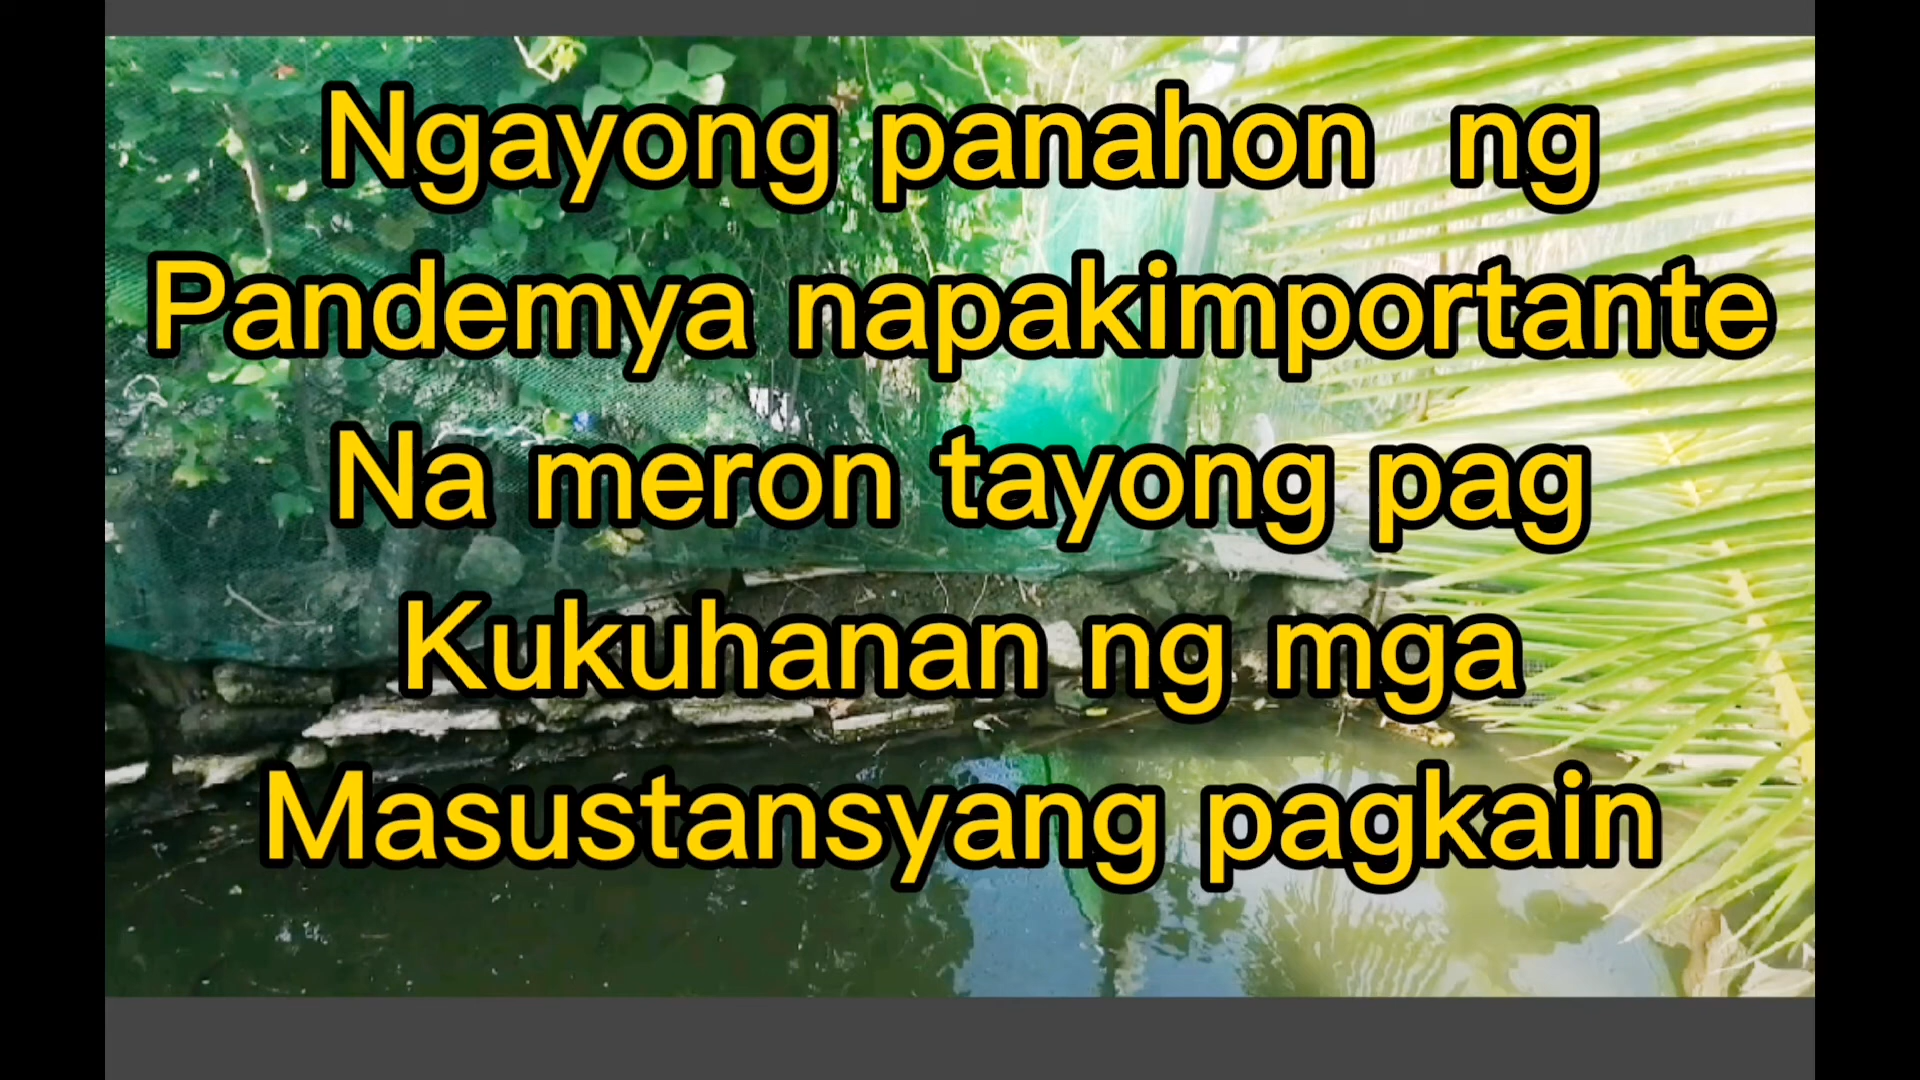 Ngayong panahon ng
Pandemya napakimportante
Na meron tayong pag
Kukuhanan ng mga
Masustansyang pagkain